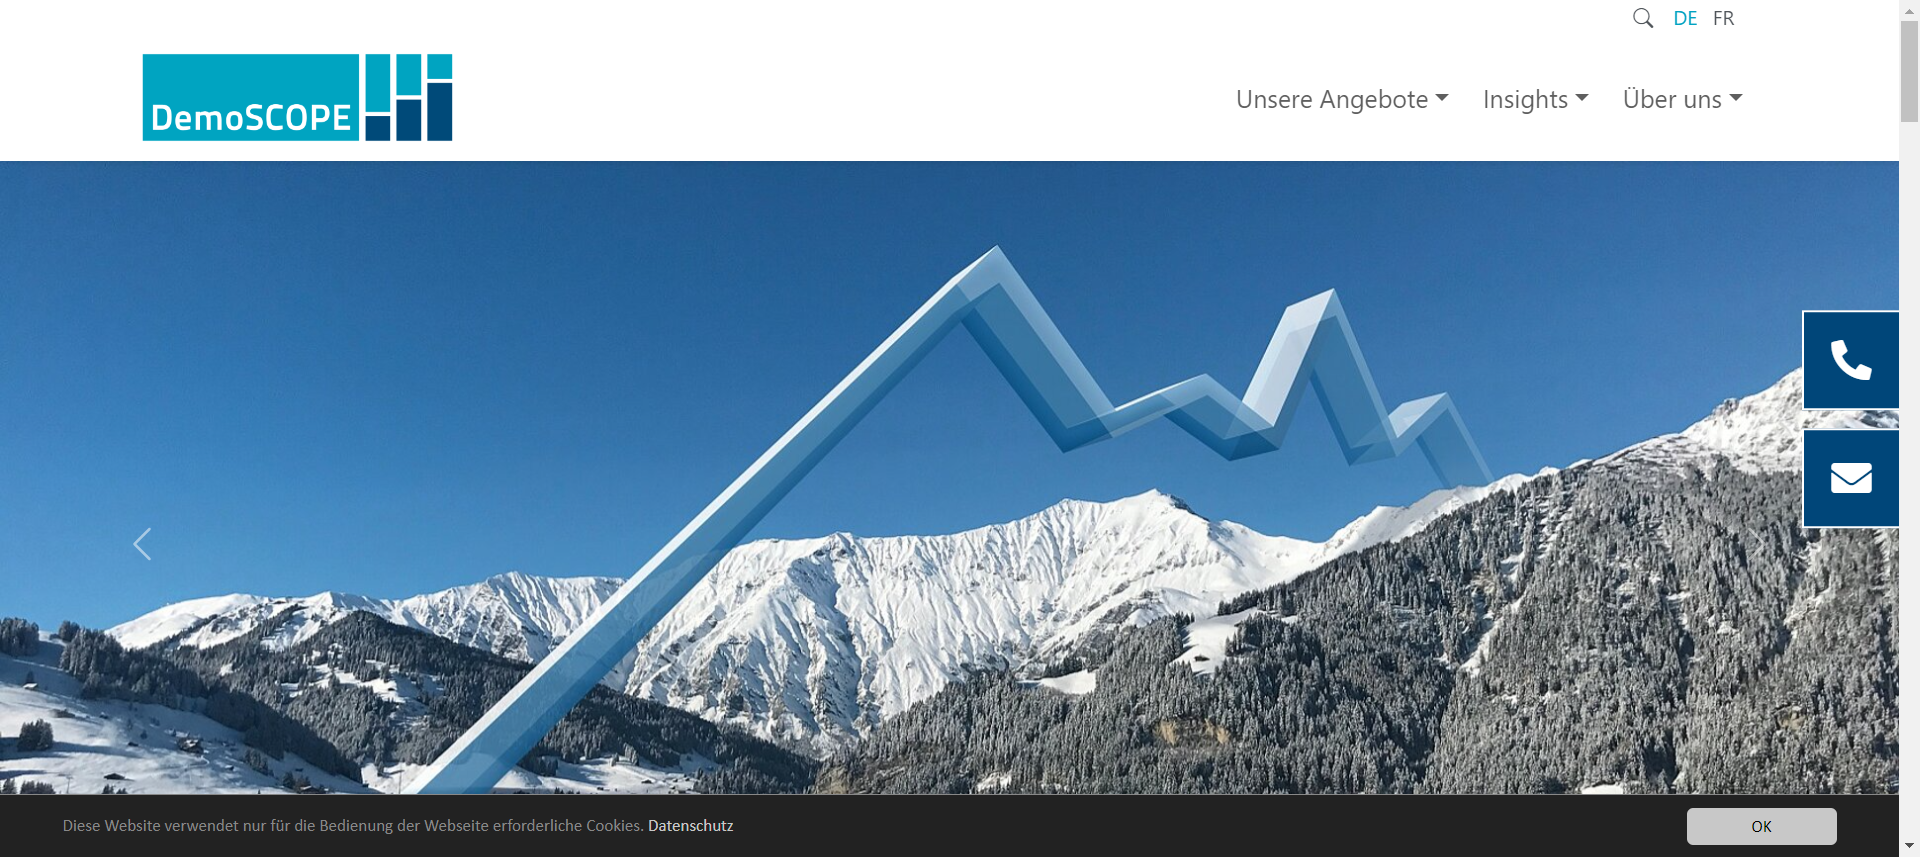 DE FR
DemoSCOPE
Unsere Angebote Insights Über uns
Diese Website verwendet nur für die Bedienung der Webseite erforderliche Cookies. Datenschutz
OK